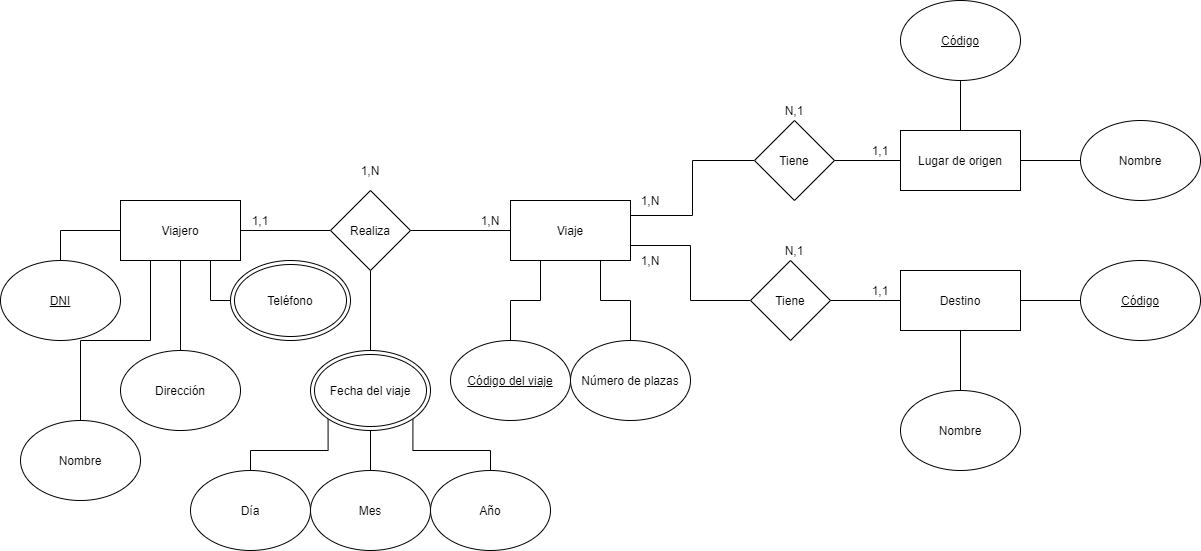 Código
N,1
Tiene
1,1
Lugar de origen
Nombre
1,N
1,N
Viajero
1,1
Realiza
1,N
Viaje
1,N
N,1
Tiene
1,1
Destino
Código
DNI
Teléfono
Dirección
Fecha del viaje
Código del viaje
Número de plazas
Nombre
Nombre
Día
Mes
Año